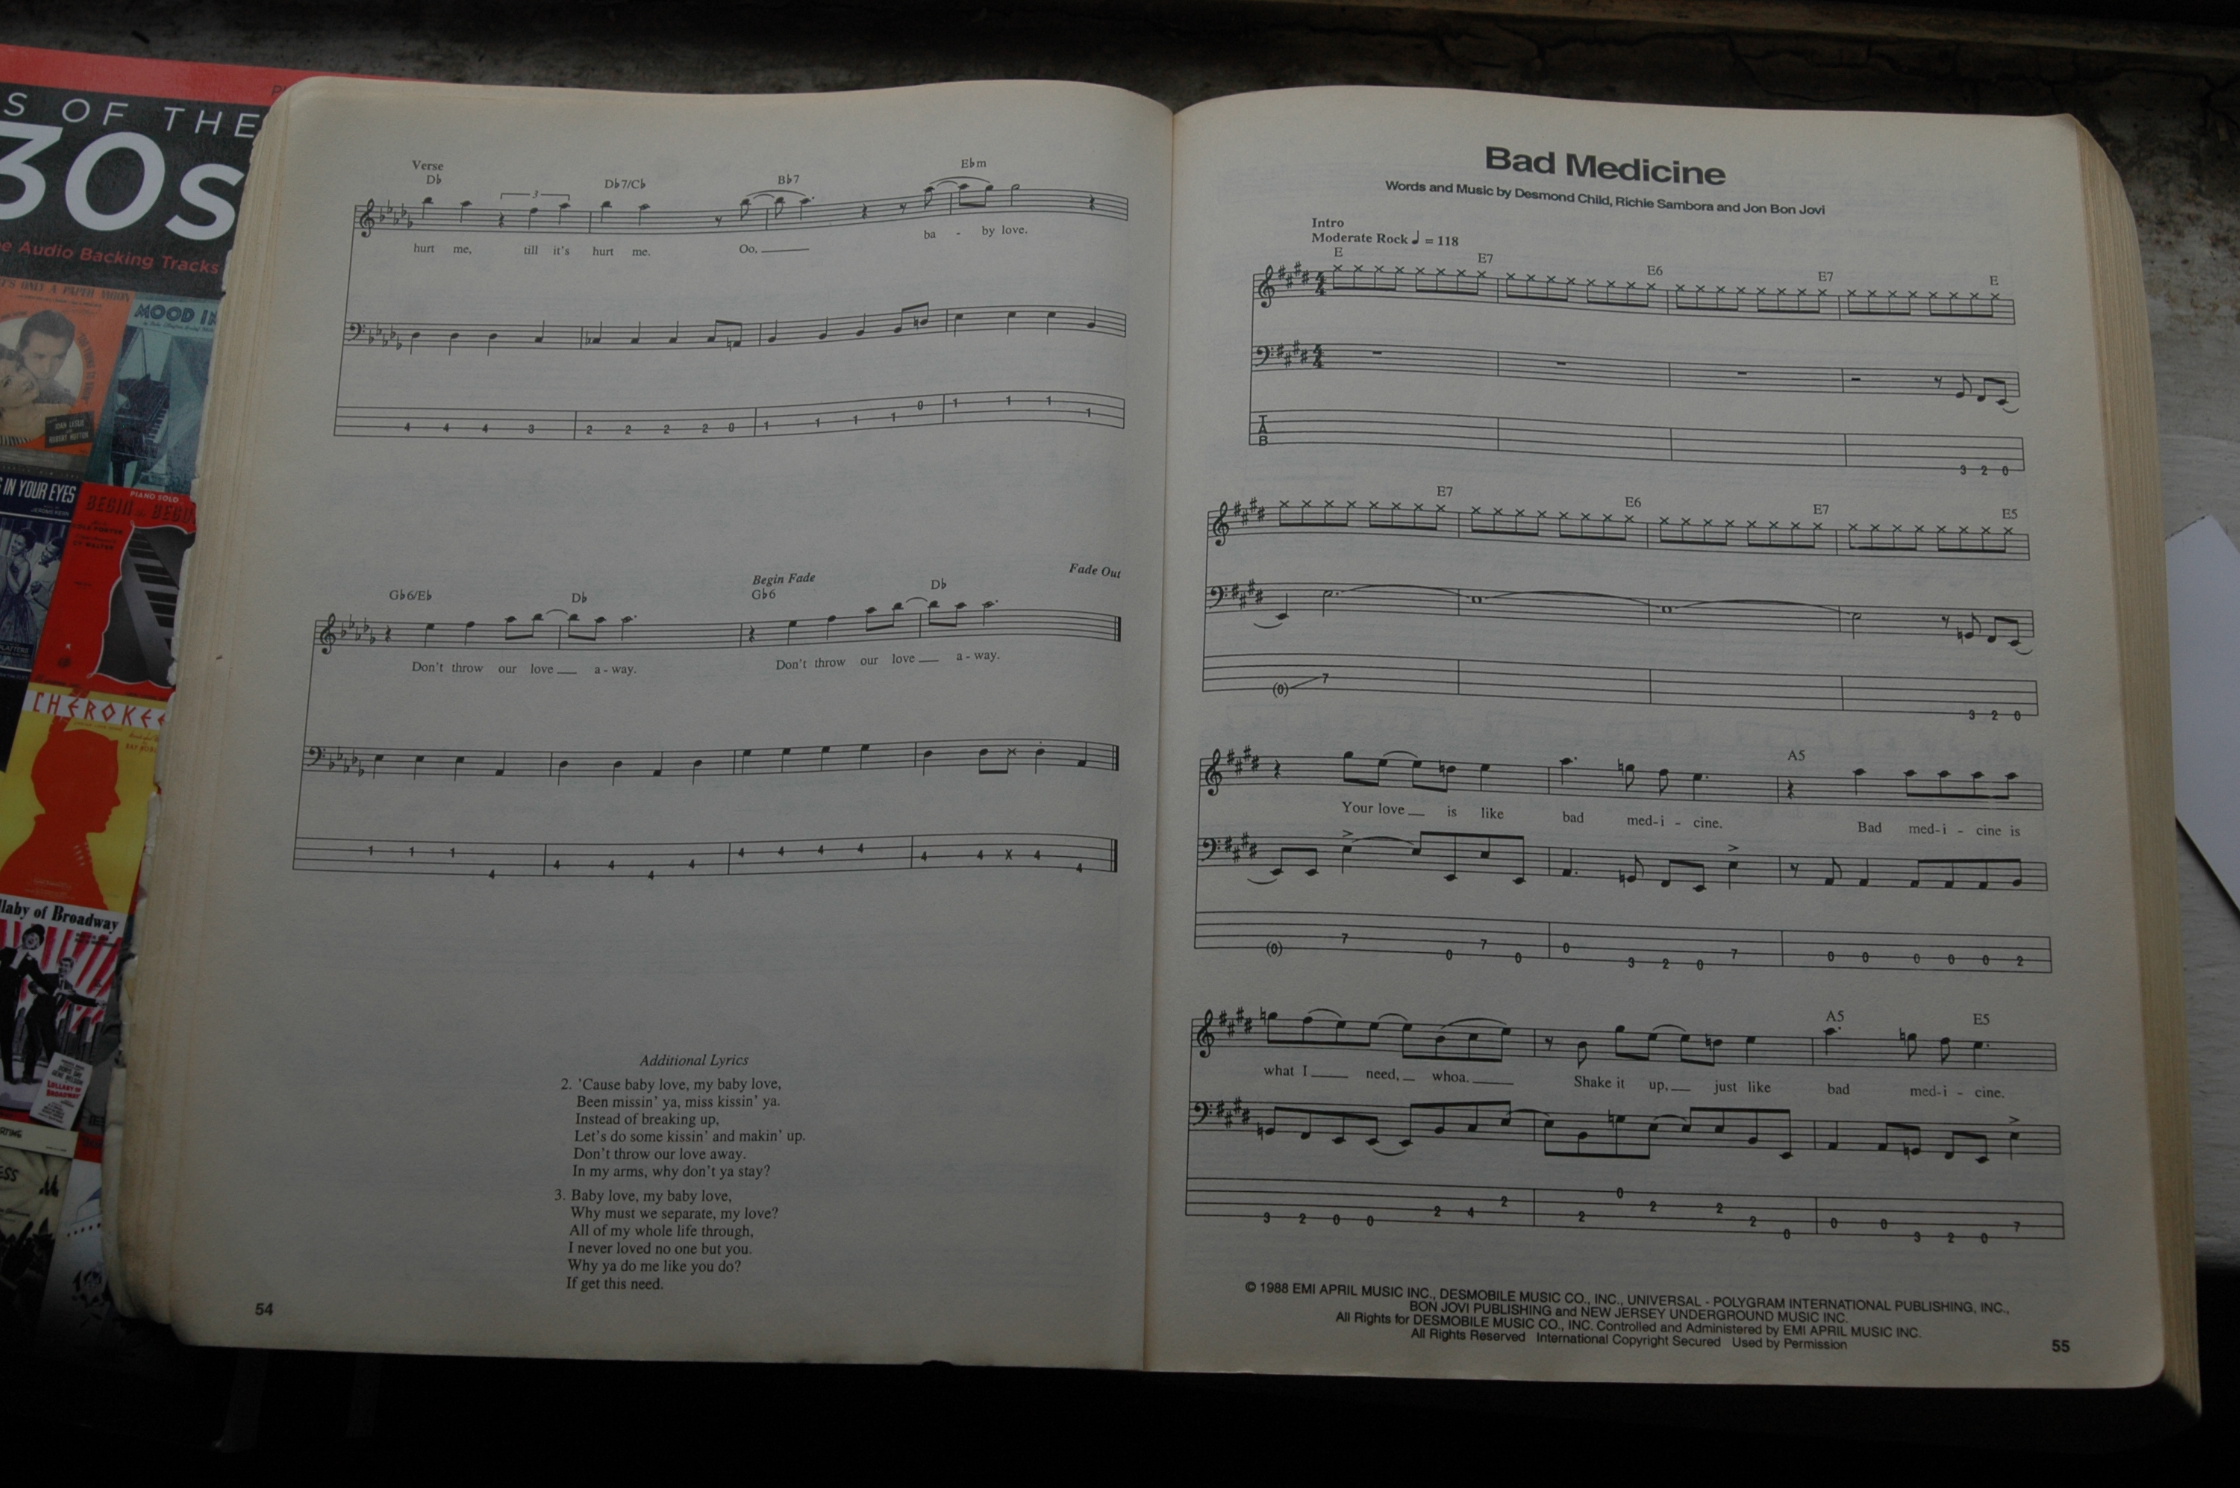 S OF THE
30s
Audio Backing Tracks
MOOD
IN YOUR EYES
PIANO SOLO
BEGIN
CHEROKEE
of Broadway
LULLABY OF
BROADWAY
Verse
D♭ D♭7/C♭ B♭7 E♭m
3
hurt me, till it's hurt me. Oo, ba - by love.
4 4 4 3 2 2 2 2 0 1 1 1 1 0 1 1 1 1
Begin Fade Fade Out
G♭6/E♭ D♭ G♭6 D♭
Don't throw our love a - way. Don't throw our love a - way.
1 1 1 4 4 4 4 4 4 4 4 4 4 4 X 4 4
Additional Lyrics
2. 'Cause baby love, my baby love,
Been missin' ya, miss kissin' ya.
Instead of breaking up,
Let's do some kissin' and makin' up.
Don't throw our love away.
In my arms, why don't ya stay?
3. Baby love, my baby love,
Why must we separate, my love?
All of my whole life through,
I never loved no one but you.
Why ya do me like you do?
If get this need.
54
Bad Medicine
Words and Music by Desmond Child, Richie Sambora and Jon Bon Jovi
Intro
Moderate Rock ♩ = 118
E E7 E6 E7 E
4
4
4
4
T
A
B
3 2 0
E7 E6 E7 E5
(0) 7 3 2 0
A5
Your love is like bad med - i - cine. Bad med - i - cine is
(0) 7 0 7 0 0 3 2 0 7 0 0 0 0 0 2
A5 E5
what I need, whoa. Shake it up, just like bad med - i - cine.
3 2 0 0 2 4 2 2 0 2 2 2 0 0 0 3 2 0 7
© 1988 EMI APRIL MUSIC INC., DESMOBILE MUSIC CO., INC., UNIVERSAL - POLYGRAM INTERNATIONAL PUBLISHING, INC.,
BON JOVI PUBLISHING and NEW JERSEY UNDERGROUND MUSIC INC.
All Rights for DESMOBILE MUSIC CO., INC. Controlled and Administered by EMI APRIL MUSIC INC.
All Rights Reserved International Copyright Secured Used by Permission
55